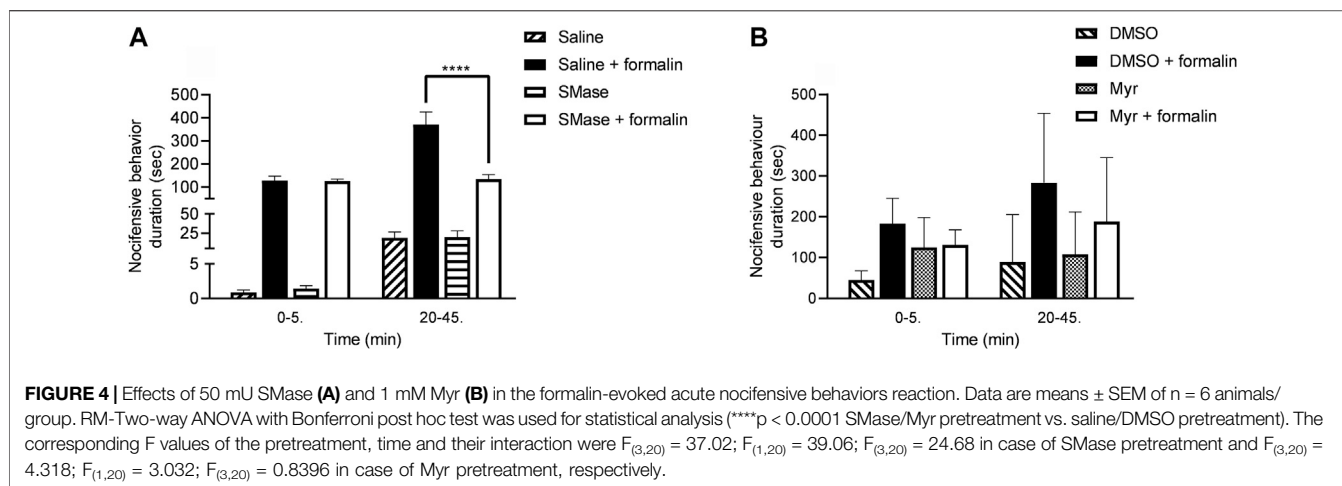 A
Saline
Saline + formalin
SMase
SMase + formalin
****
Nocifensive behavior
duration (sec)
500
400
300
200
100
50
25
5
0
0-5.
20-45.
Time (min)
B
DMSO
DMSO + formalin
Myr
Myr + formalin
Nocifensive behaviour
duration (sec)
500
400
300
200
100
0
0-5.
20-45.
Time (min)
FIGURE 4 | Effects of 50 mU SMase (A) and 1 mM Myr (B) in the formalin-evoked acute nocifensive behaviors reaction. Data are means ± SEM of n = 6 animals/
group. RM-Two-way ANOVA with Bonferroni post hoc test was used for statistical analysis (****p < 0.0001 SMase/Myr pretreatment vs. saline/DMSO pretreatment). The
corresponding F values of the pretreatment, time and their interaction were F(3,20) = 37.02; F(1,20) = 39.06; F(3,20) = 24.68 in case of SMase pretreatment and F(3,20) =
4.318; F(1,20) = 3.032; F(3,20) = 0.8396 in case of Myr pretreatment, respectively.